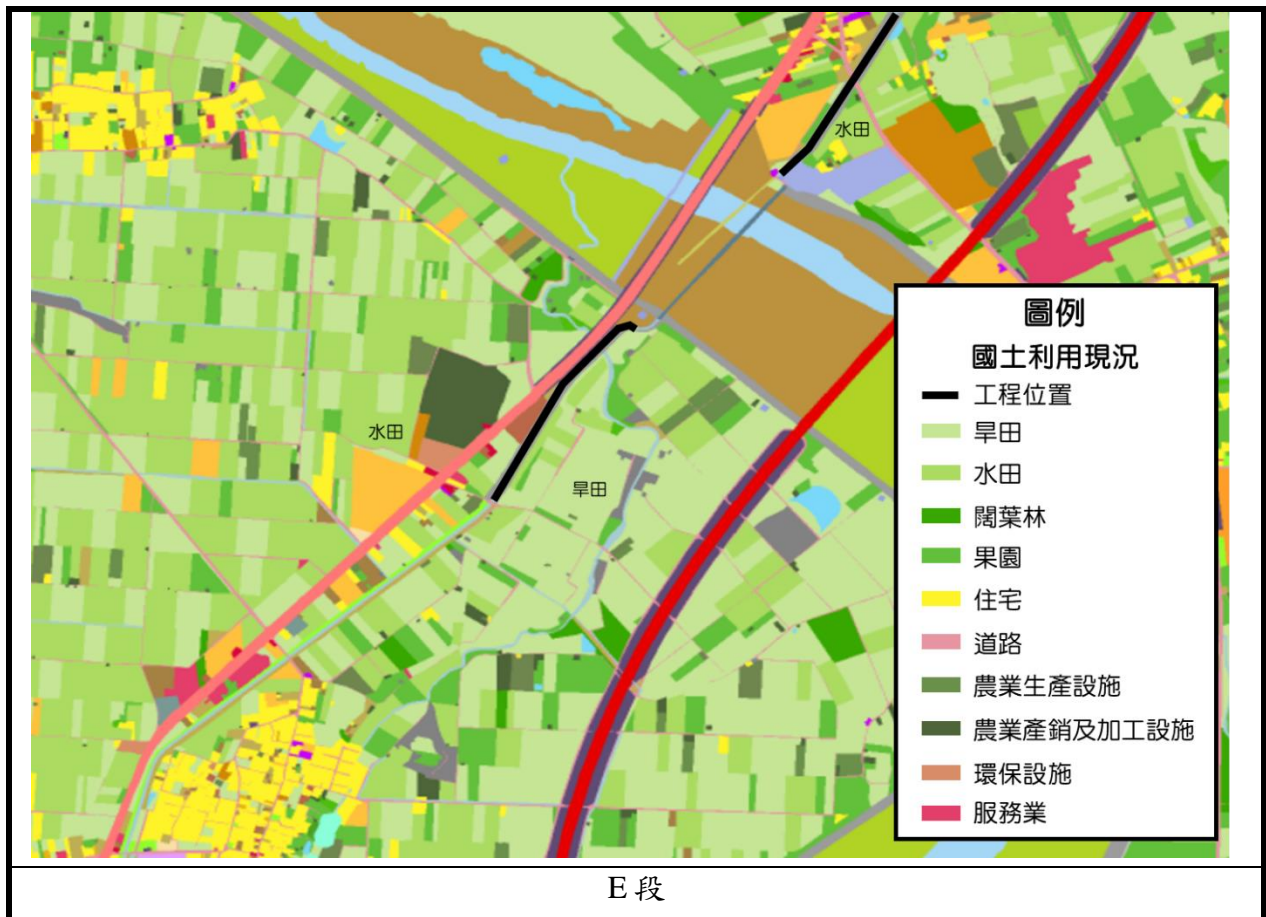 水田
水田
旱田
圖例
國土利用現況
工程位置
旱田
水田
闊葉林
果園
住宅
道路
農業生產設施
農業產銷及加工設施
環保設施
服務業
E 段